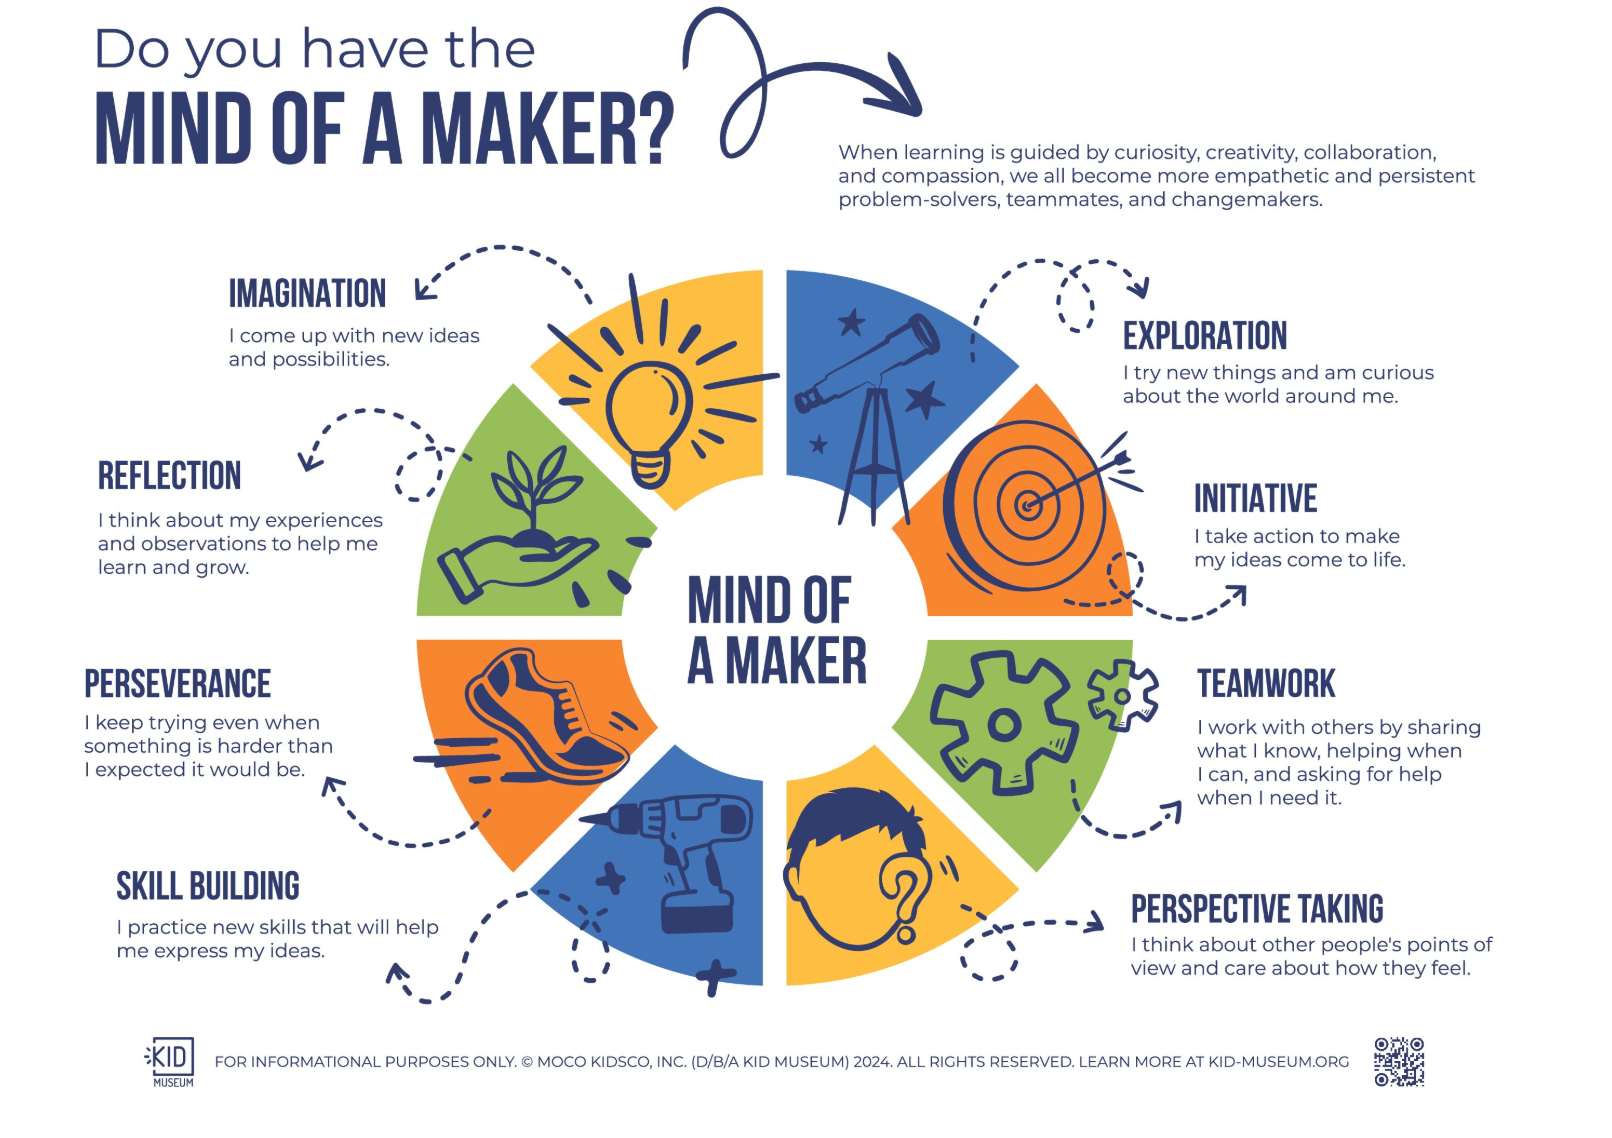 Do you have the
MIND OF A MAKER?
When learning is guided by curiosity, creativity, collaboration,
and compassion, we all become more empathetic and persistent
problem-solvers, teammates, and changemakers.
IMAGINATION
I come up with new ideas
and possibilities.
EXPLORATION
I try new things and am curious
about the world around me.
REFLECTION
I think about my experiences
and observations to help me
learn and grow.
INITIATIVE
I take action to make
my ideas come to life.
MIND OF
A MAKER
PERSEVERANCE
I keep trying even when
something is harder than
I expected it would be.
TEAMWORK
I work with others by sharing
what I know, helping when
I can, and asking for help
when I need it.
SKILL BUILDING
I practice new skills that will help
me express my ideas.
PERSPECTIVE TAKING
I think about other people's points of
view and care about how they feel.
KID
MUSEUM
FOR INFORMATIONAL PURPOSES ONLY. © MOCO KIDSCO, INC. (D/B/A KID MUSEUM) 2024. ALL RIGHTS RESERVED. LEARN MORE AT KID-MUSEUM.ORG